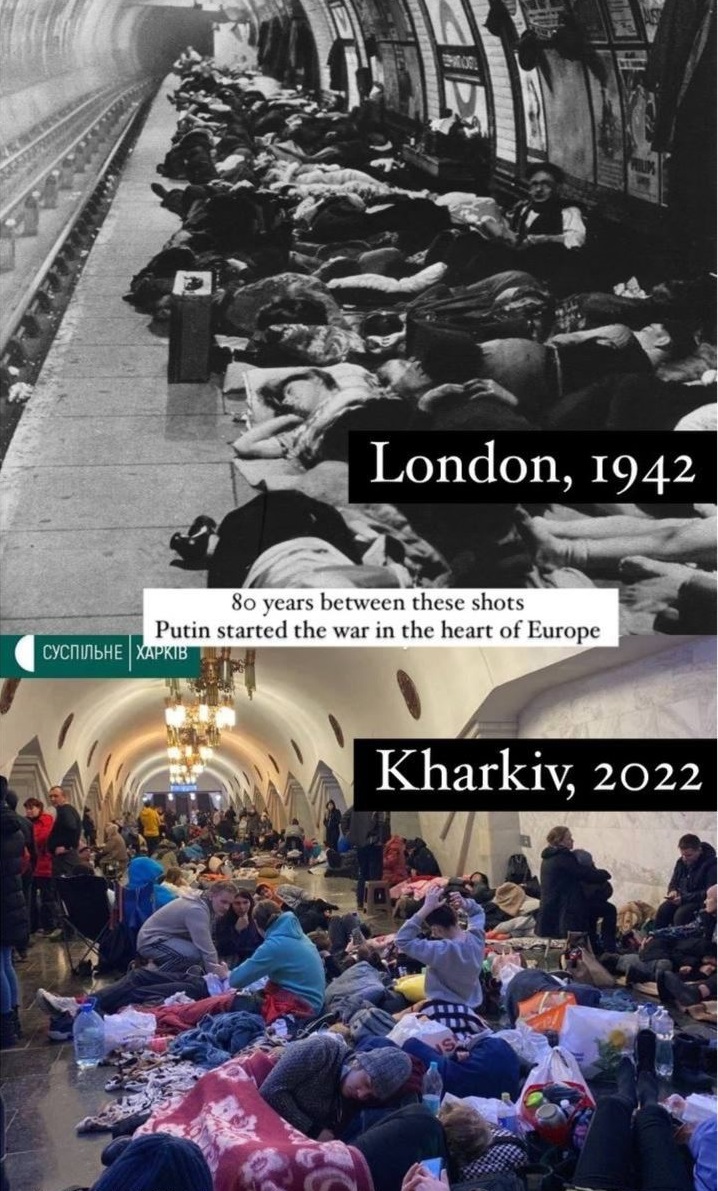 London, 1942
80 years between these shots
Putin started the war in the heart of Europe
СУСПІЛЬНЕ ХАРКІВ
Kharkiv, 2022